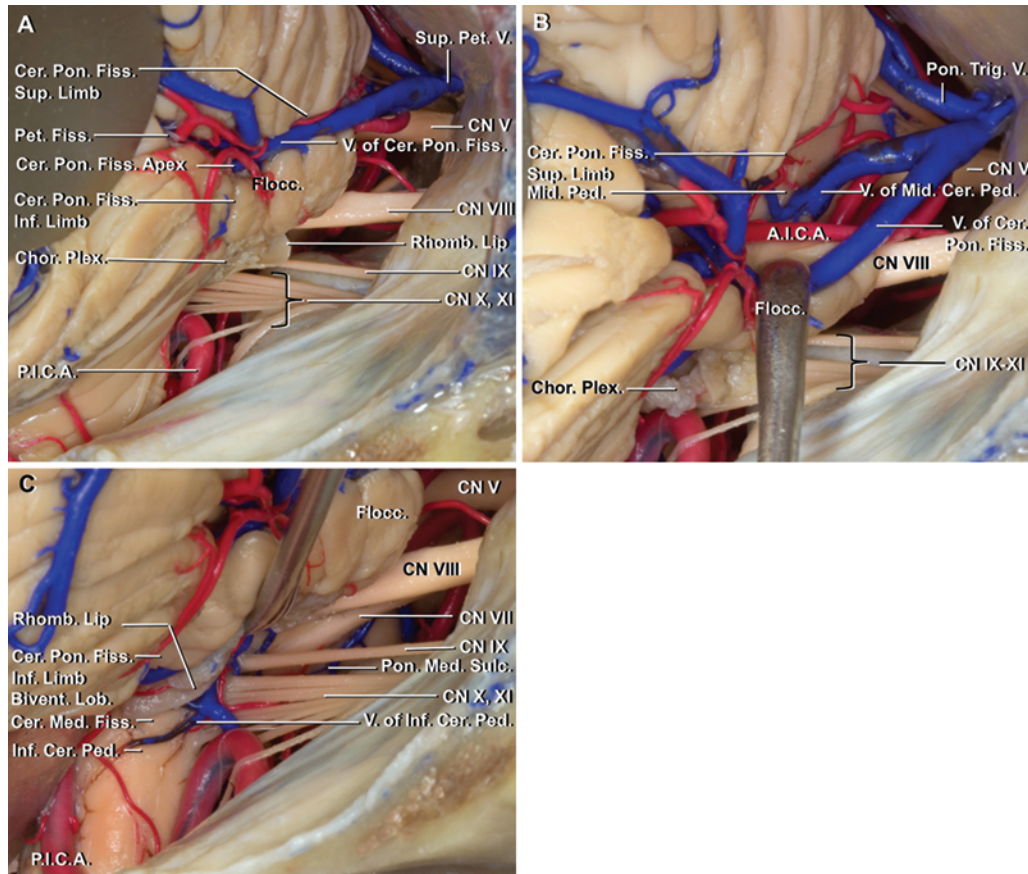 A
Sup. Pet. V.
Cer. Pon. Fiss.
Sup. Limb
Pet. Fiss.
CN V
V. of Cer. Pon. Fiss.
Cer. Pon. Fiss. Apex
Flocc.
Cer. Pon. Fiss.
Inf. Limb
CN VIII
Chor. Plex.
Rhomb. Lip
CN IX
CN X, XI
P.I.C.A.
B
Pon. Trig. V.
Cer. Pon. Fiss.
Sup. Limb
CN V
Mid. Ped.
V. of Mid. Cer. Ped.
A.I.C.A.
V. of Cer.
Pon. Fiss.
CN VIII
Flocc.
CN IX-XI
Chor. Plex.
C
CN V
Flocc.
CN VIII
Rhomb. Lip
CN VII
Cer. Pon. Fiss.
Inf. Limb
CN IX
Pon. Med. Sulc.
Bivent. Lob.
CN X, XI
Cer. Med. Fiss.
V. of Inf. Cer. Ped.
Inf. Cer. Ped.
P.I.C.A.